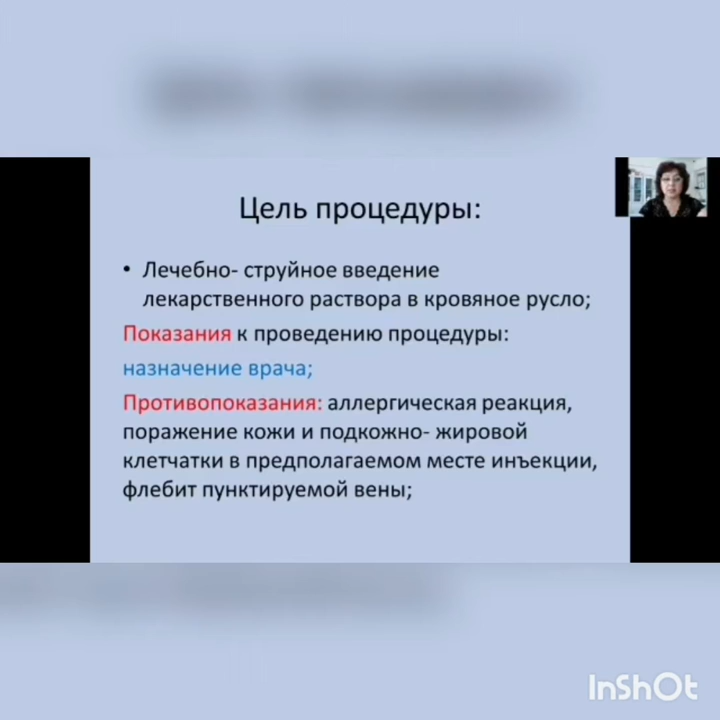 Цель процедуры:
• Лечебно- струйное введение
лекарственного раствора в кровяное русло;
Показания к проведению процедуры:
назначение врача;
Противопоказания: аллергическая реакция,
поражение кожи и подкожно- жировой
клетчатки в предполагаемом месте инъекции,
флебит пунктируемой вены;
InShOt